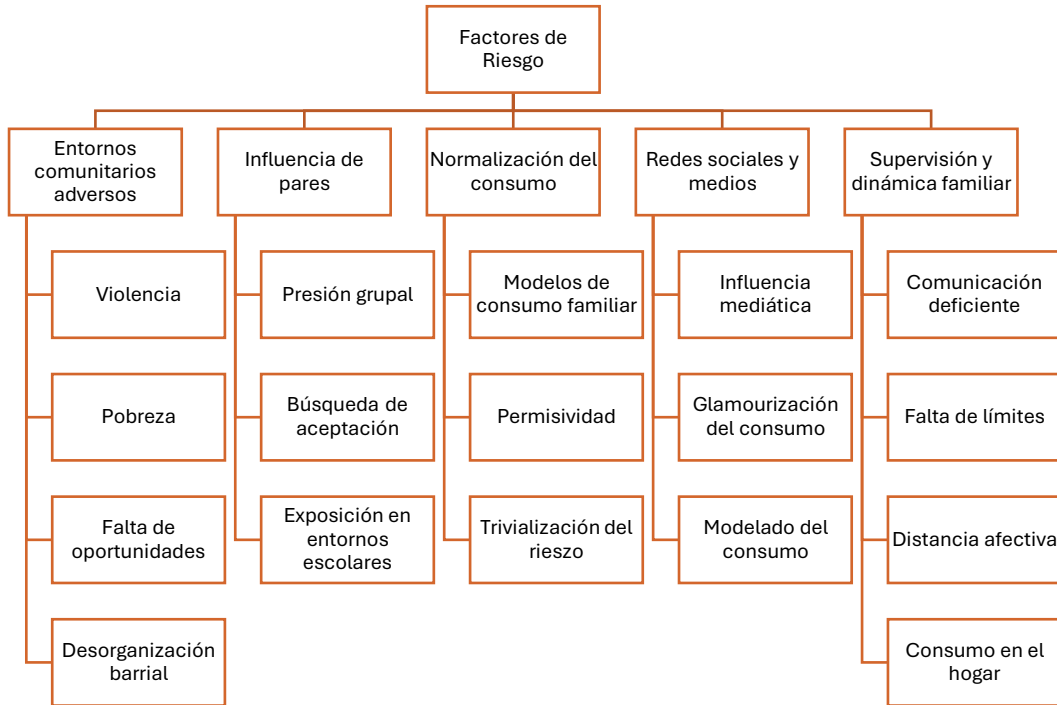 Factores de
Riesgo
Entornos
comunitarios
adversos
Influencia de
pares
Normalización del
consumo
Redes sociales y
medios
Supervisión y
dinámica familiar
Violencia
Presión grupal
Modelos de
consumo familiar
Influencia
mediática
Comunicación
deficiente
Pobreza
Búsqueda de
aceptación
Permisividad
Glamourización
del consumo
Falta de límites
Falta de
oportunidades
Exposición en
entornos
escolares
Trivialización del
rieszo
Modelado del
consumo
Distancia afectiva
Desorganización
barrial
Consumo en el
hogar